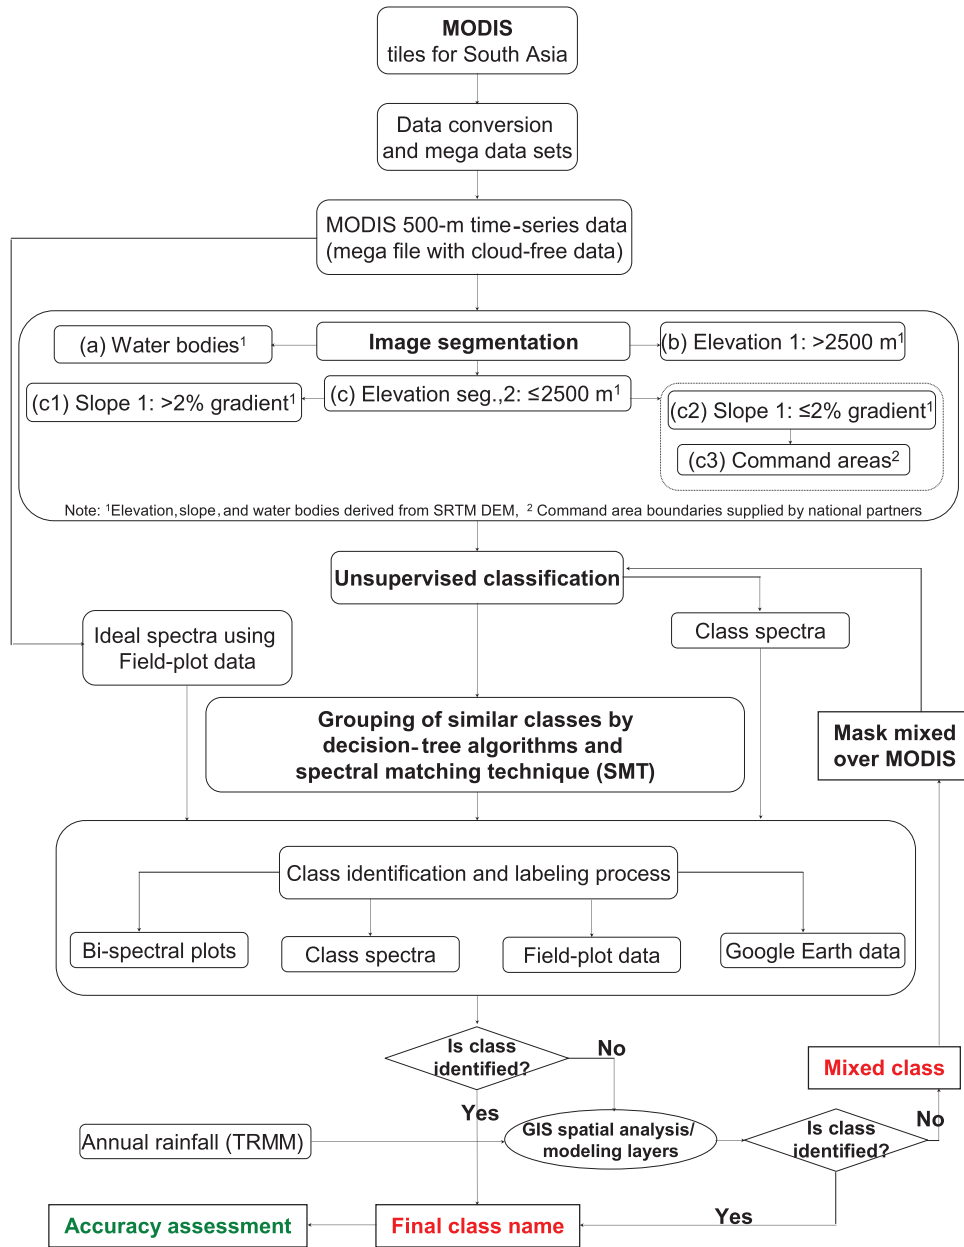 MODIS
tiles for South Asia
Data conversion
and mega data sets
MODIS 500-m time-series data
(mega file with cloud-free data)
(a) Water bodies¹
Image segmentation
(b) Elevation 1: >2500 m¹
(c1) Slope 1: >2% gradient¹
(c) Elevation seg.,2: ≤2500 m¹
(c2) Slope 1: ≤2% gradient¹
(c3) Command areas²
Note: ¹Elevation, slope, and water bodies derived from SRTM DEM, ² Command area boundaries supplied by national partners
Unsupervised classification
Ideal spectra using
Field-plot data
Class spectra
Grouping of similar classes by
decision-tree algorithms and
spectral matching technique (SMT)
Mask mixed
over MODIS
Class identification and labeling process
Bi-spectral plots
Class spectra
Field-plot data
Google Earth data
Is class
identified?
No
Mixed class
Yes
Annual rainfall (TRMM)
GIS spatial analysis/
modeling layers
Is class
identified?
No
Accuracy assessment
Final class name
Yes